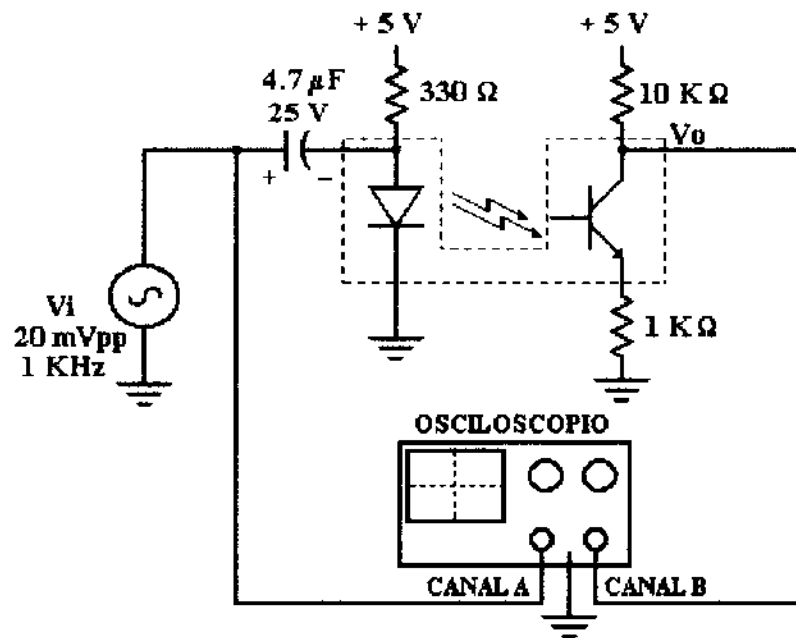 + 5 V
+ 5 V
4.7 µF
25 V
330 Ω
10 K Ω
Vo
+
−
Vi
20 mVpp
1 KHz
1 K Ω
OSCILOSCOPIO
CANAL A
CANAL B